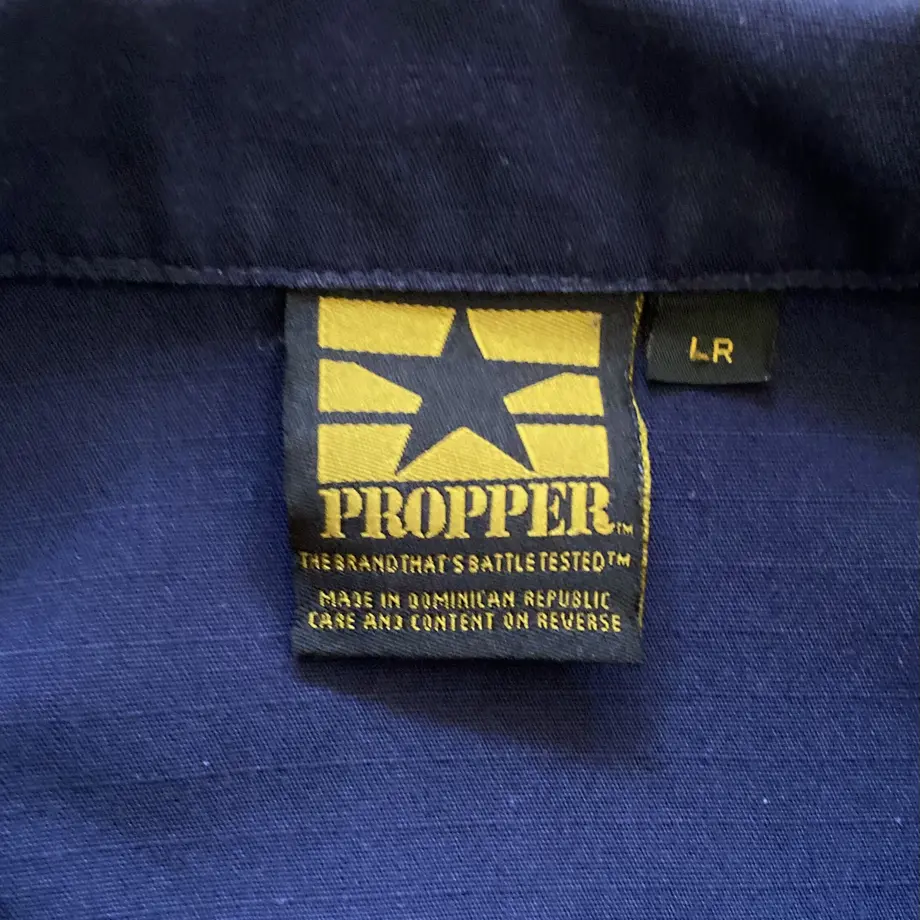 PROPPER™
THE BRAND THAT'S BATTLE TESTED™
MADE IN DOMINICAN REPUBLIC
CARE AND CONTENT ON REVERSE
LR